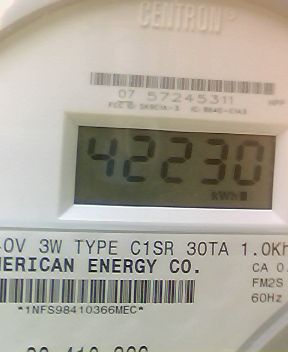 CENTRON
07 57245311
42230
kWh
0V 3W TYPE C1SR 30TA 1.0Kh
MERICAN ENERGY CO.
CA 0.
FM2S
60Hz
*1NFS98410366MEC*